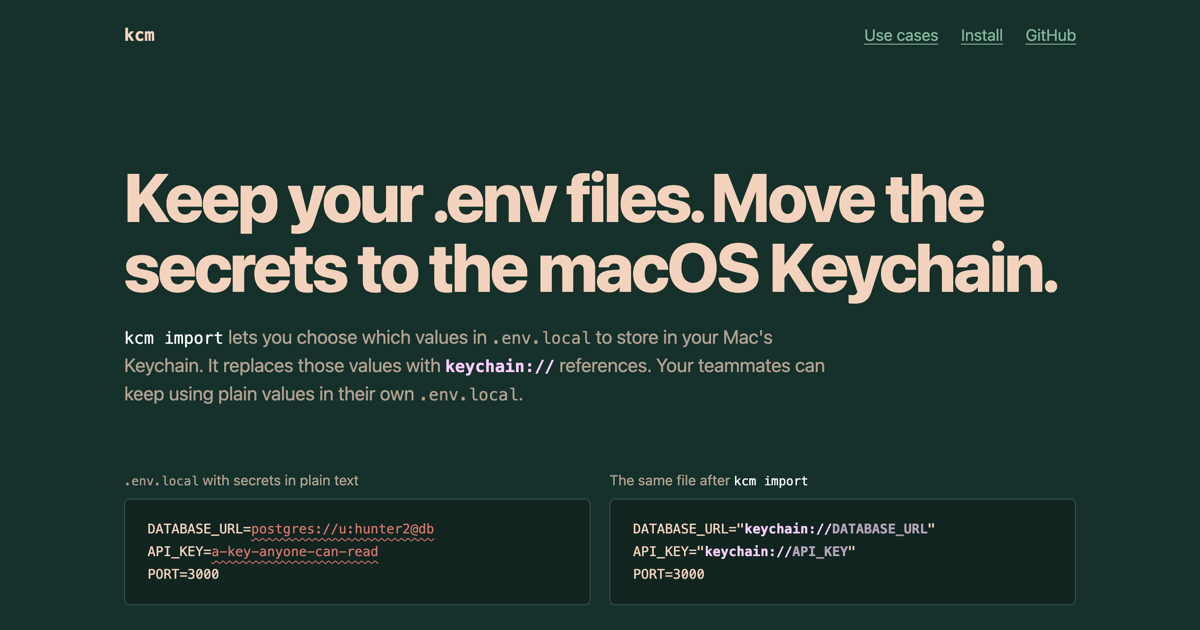 kcm
Use cases Install GitHub
Keep your .env files. Move the
secrets to the macOS Keychain.
kcm import lets you choose which values in .env.local to store in your Mac's
Keychain. It replaces those values with keychain:// references. Your teammates can
keep using plain values in their own .env.local.
.env.local with secrets in plain text
DATABASE_URL=postgres://u:hunter2@db
API_KEY=a-key-anyone-can-read
PORT=3000
The same file after kcm import
DATABASE_URL="keychain://DATABASE_URL"
API_KEY="keychain://API_KEY"
PORT=3000